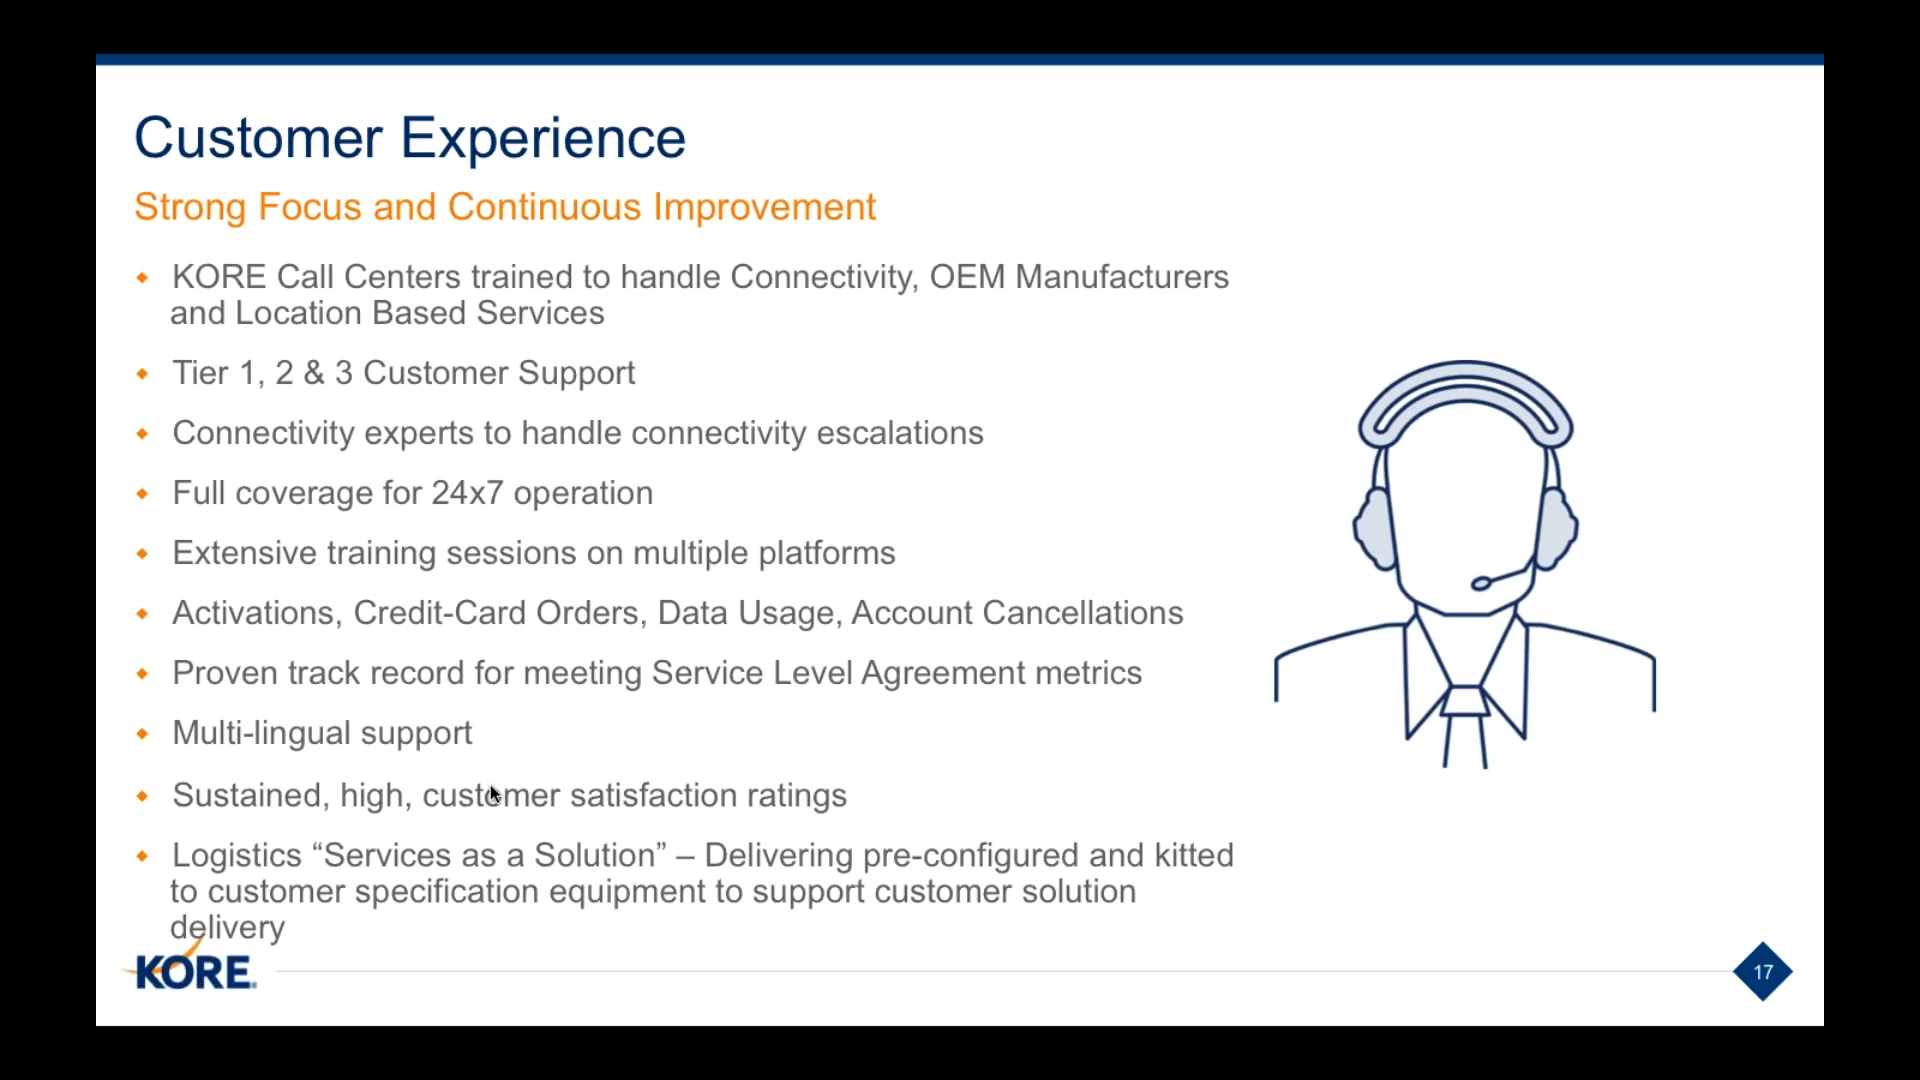 Customer Experience
Strong Focus and Continuous Improvement
KORE Call Centers trained to handle Connectivity, OEM Manufacturers
and Location Based Services
Tier 1, 2 & 3 Customer Support
Connectivity experts to handle connectivity escalations
Full coverage for 24x7 operation
Extensive training sessions on multiple platforms
Activations, Credit-Card Orders, Data Usage, Account Cancellations
Proven track record for meeting Service Level Agreement metrics
Multi-lingual support
Sustained, high, customer satisfaction ratings
Logistics “Services as a Solution” – Delivering pre-configured and kitted
to customer specification equipment to support customer solution
delivery
KORE®
17